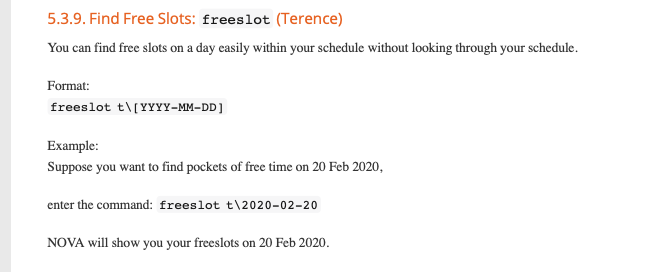 5.3.9. Find Free Slots: freeslot (Terence)
You can find free slots on a day easily within your schedule without looking through your schedule.
Format:
freeslot t\[YYYY-MM-DD]
Example:
Suppose you want to find pockets of free time on 20 Feb 2020,
enter the command: freeslot t\2020-02-20
NOVA will show you your freeslots on 20 Feb 2020.